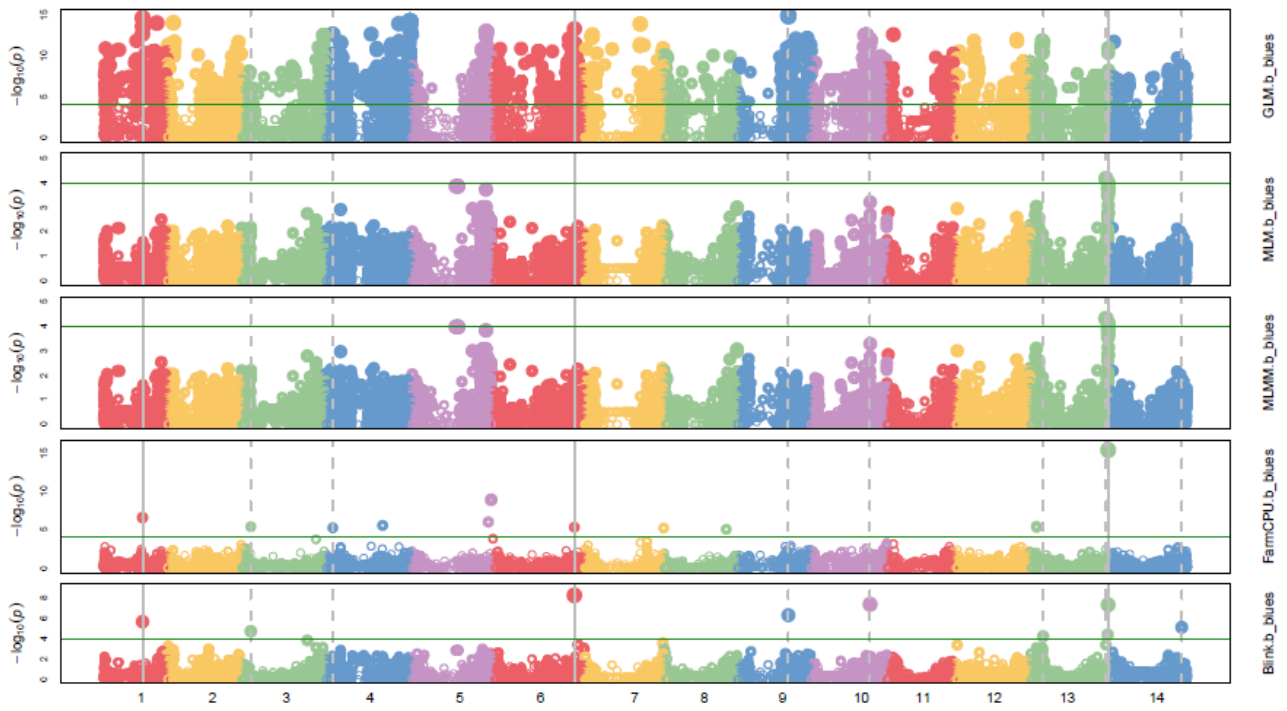 −log₁₀(p)
15
10
5
0
GLM.b_blues
−log₁₀(p)
5
4
3
2
1
0
MLM.b_blues
−log₁₀(p)
5
4
3
2
1
0
MLMM.b_blues
−log₁₀(p)
15
10
5
0
FarmCPU.b_blues
−log₁₀(p)
8
6
4
2
0
Blink.b_blues
1 2 3 4 5 6 7 8 9 10 11 12 13 14